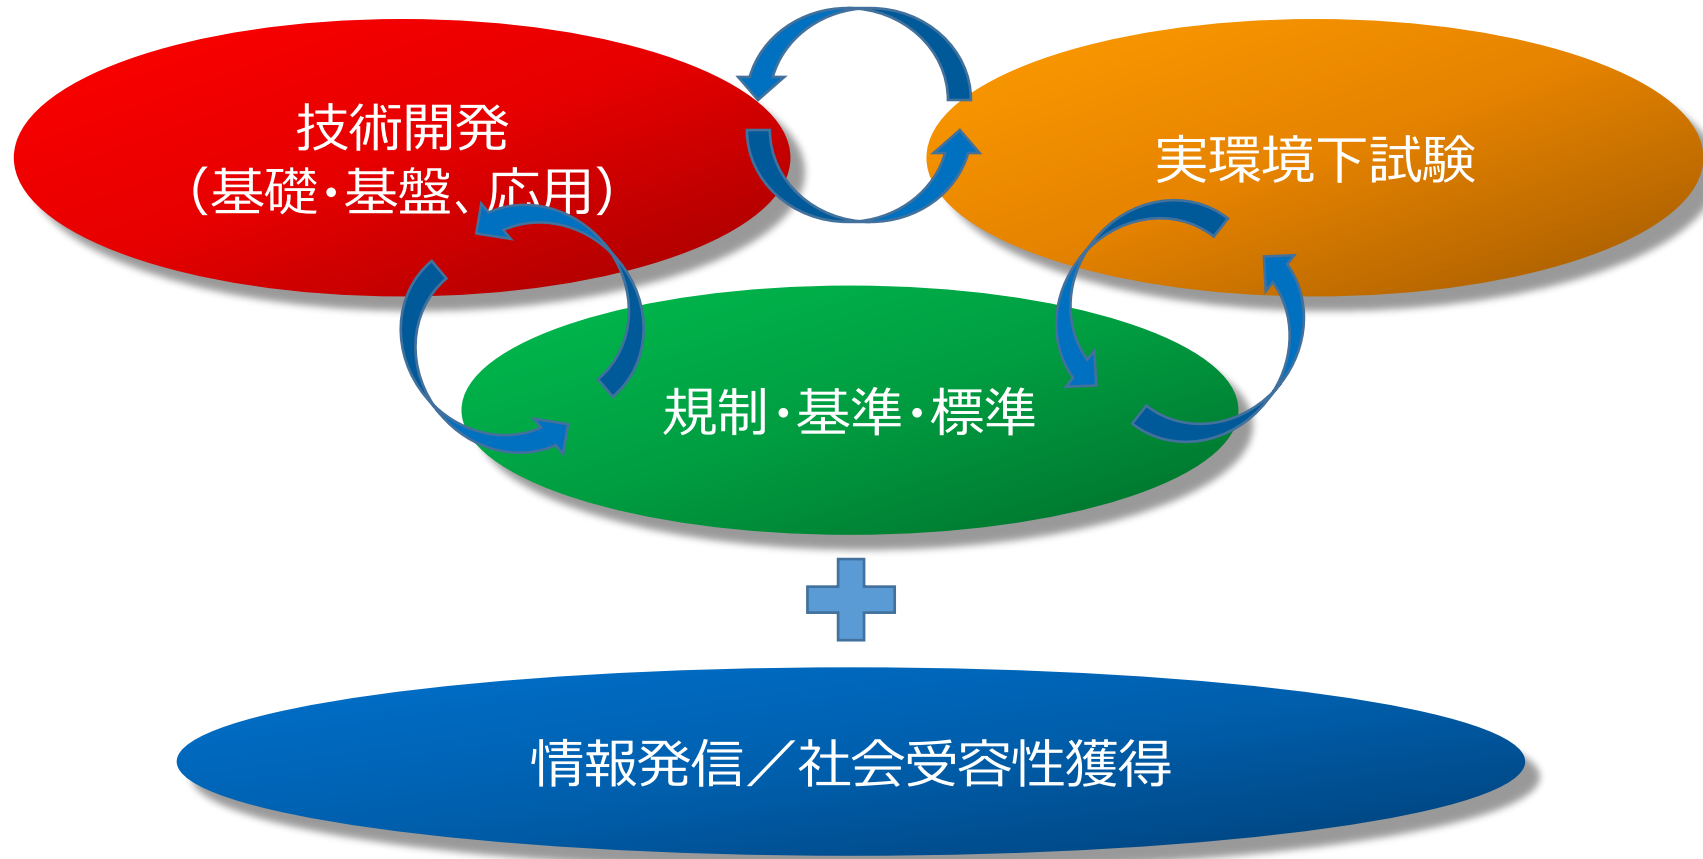 技術開発
（基礎・基盤、応用）
実環境下試験
規制・基準・標準
情報発信／社会受容性獲得